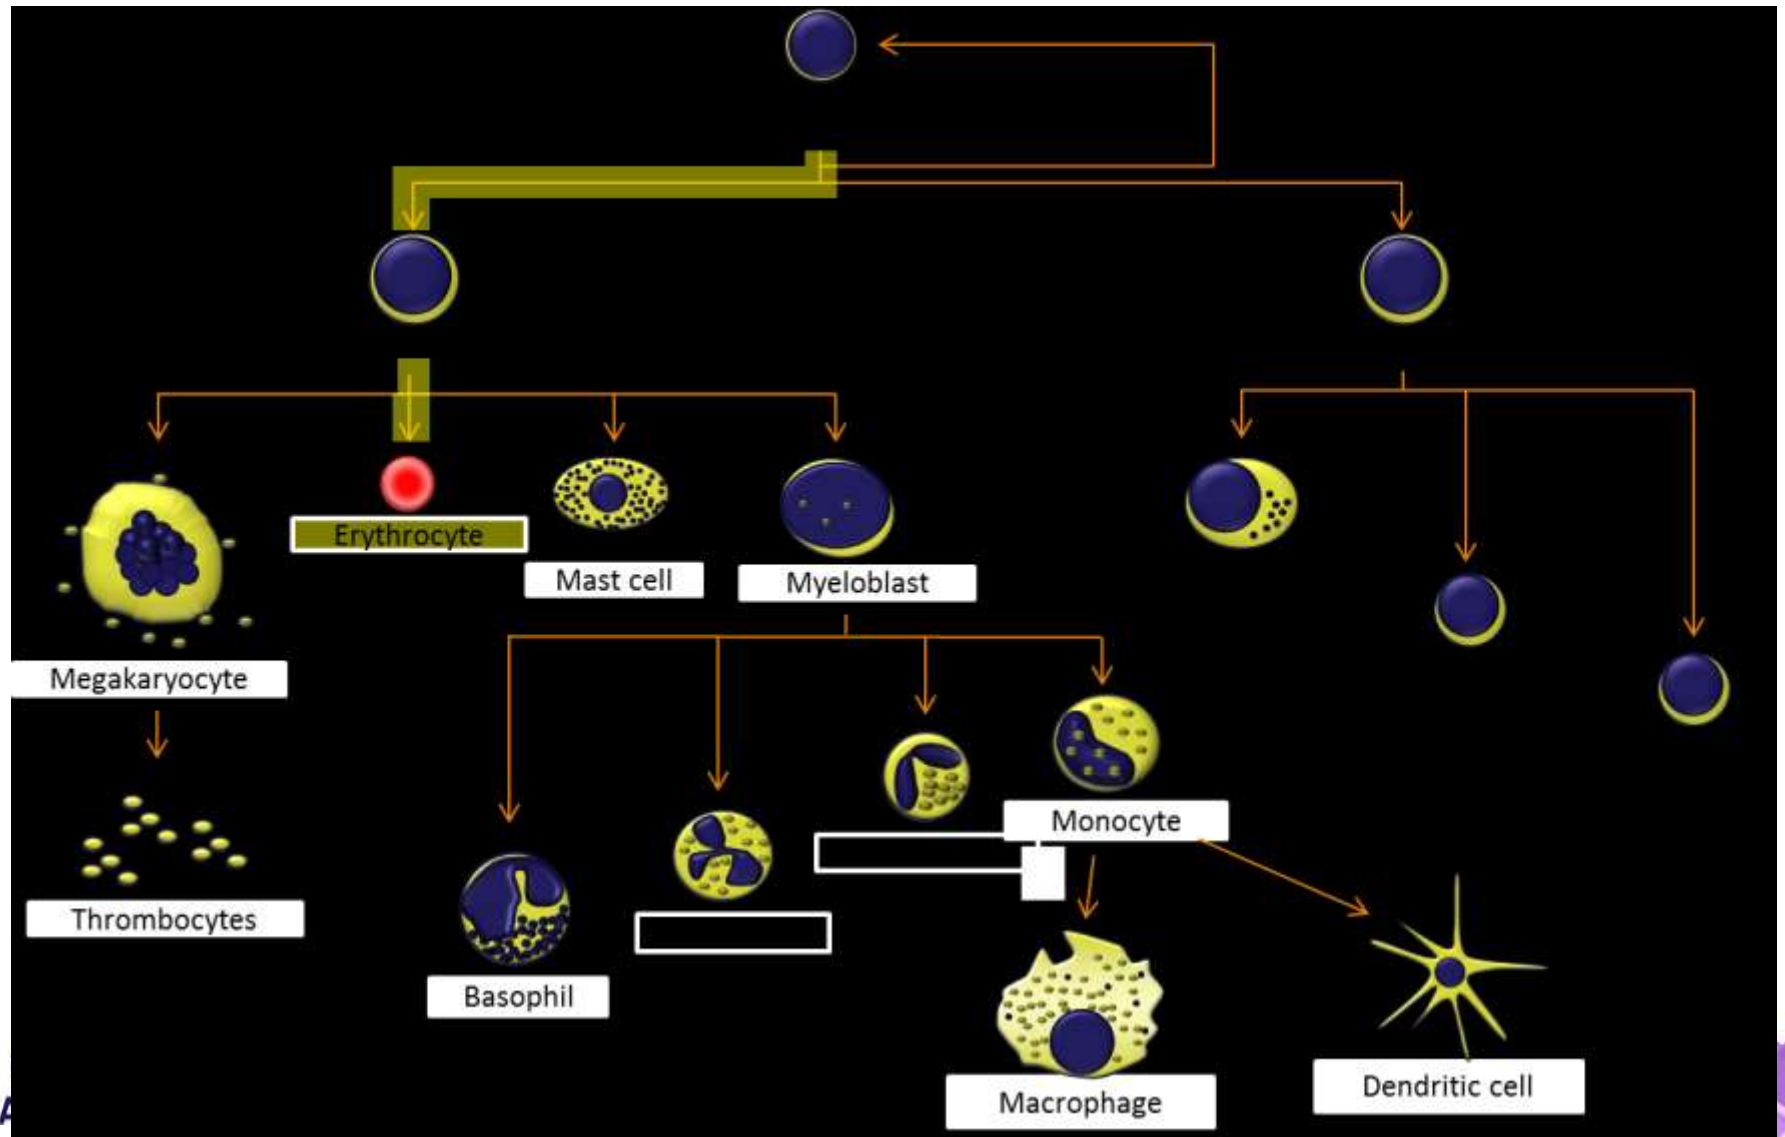 Erythrocyte
Mast cell
Myeloblast
Megakaryocyte
Monocyte
Thrombocytes
Basophil
Macrophage
Dendritic cell